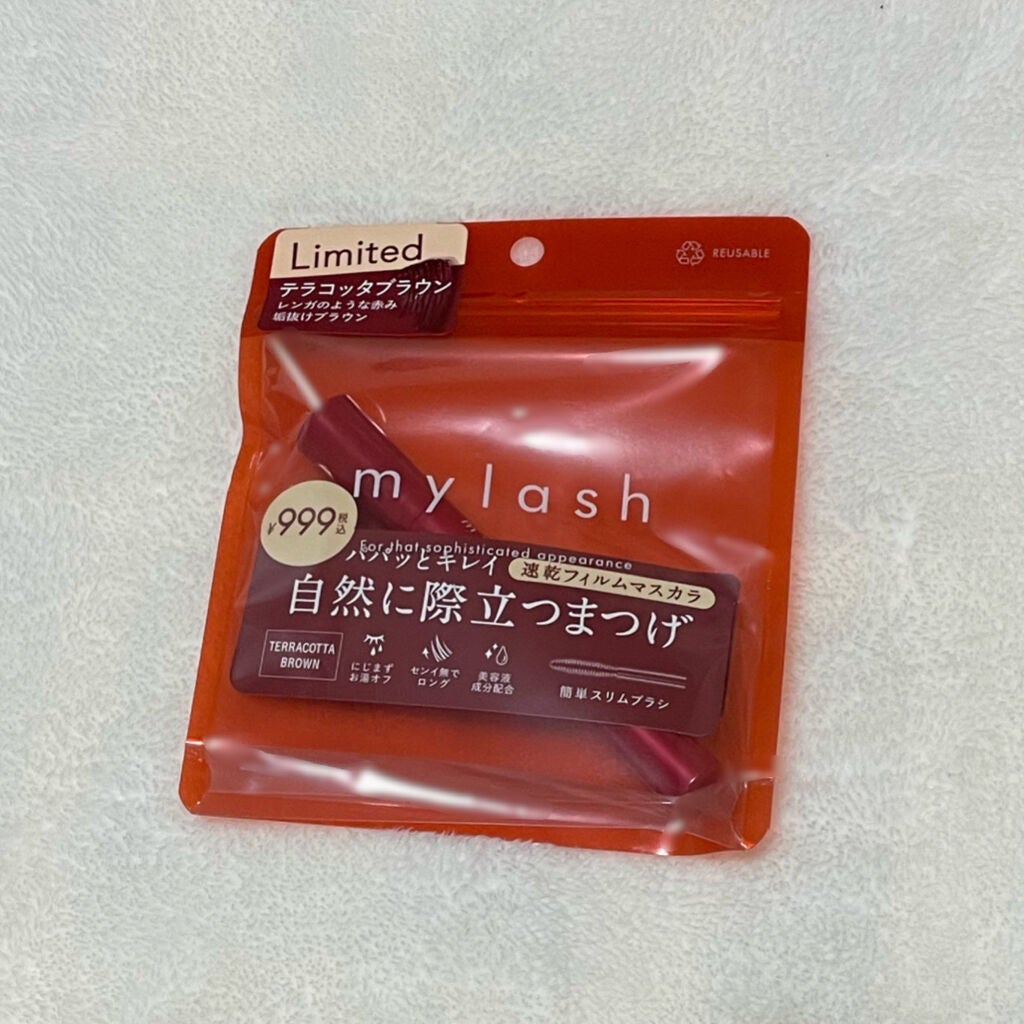 Limited
テラコッタブラウン
レンガのような赤み
垢抜けブラウン
REUSABLE
mylash
For that sophisticated appearance
¥999税込
パパッとキレイ 速乾フィルムマスカラ
自然に際立つまつげ
TERRACOTTA
BROWN
にじまず
お湯オフ
センイ無で
ロング
美容液
成分配合
簡単スリムブラシ